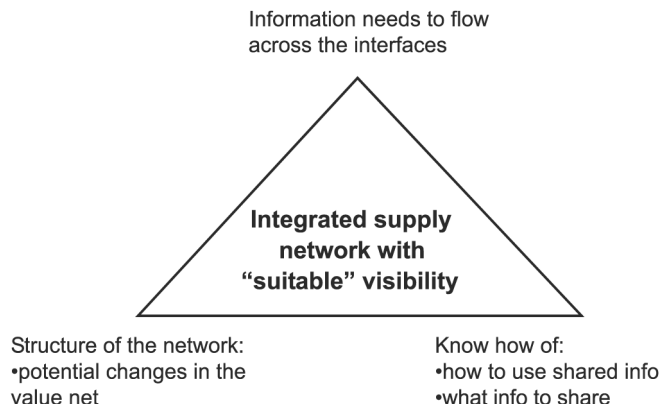 Information needs to flow
across the interfaces
Integrated supply
network with
“suitable” visibility
Structure of the network:
•potential changes in the
value net
Know how of:
•how to use shared info
•what info to share